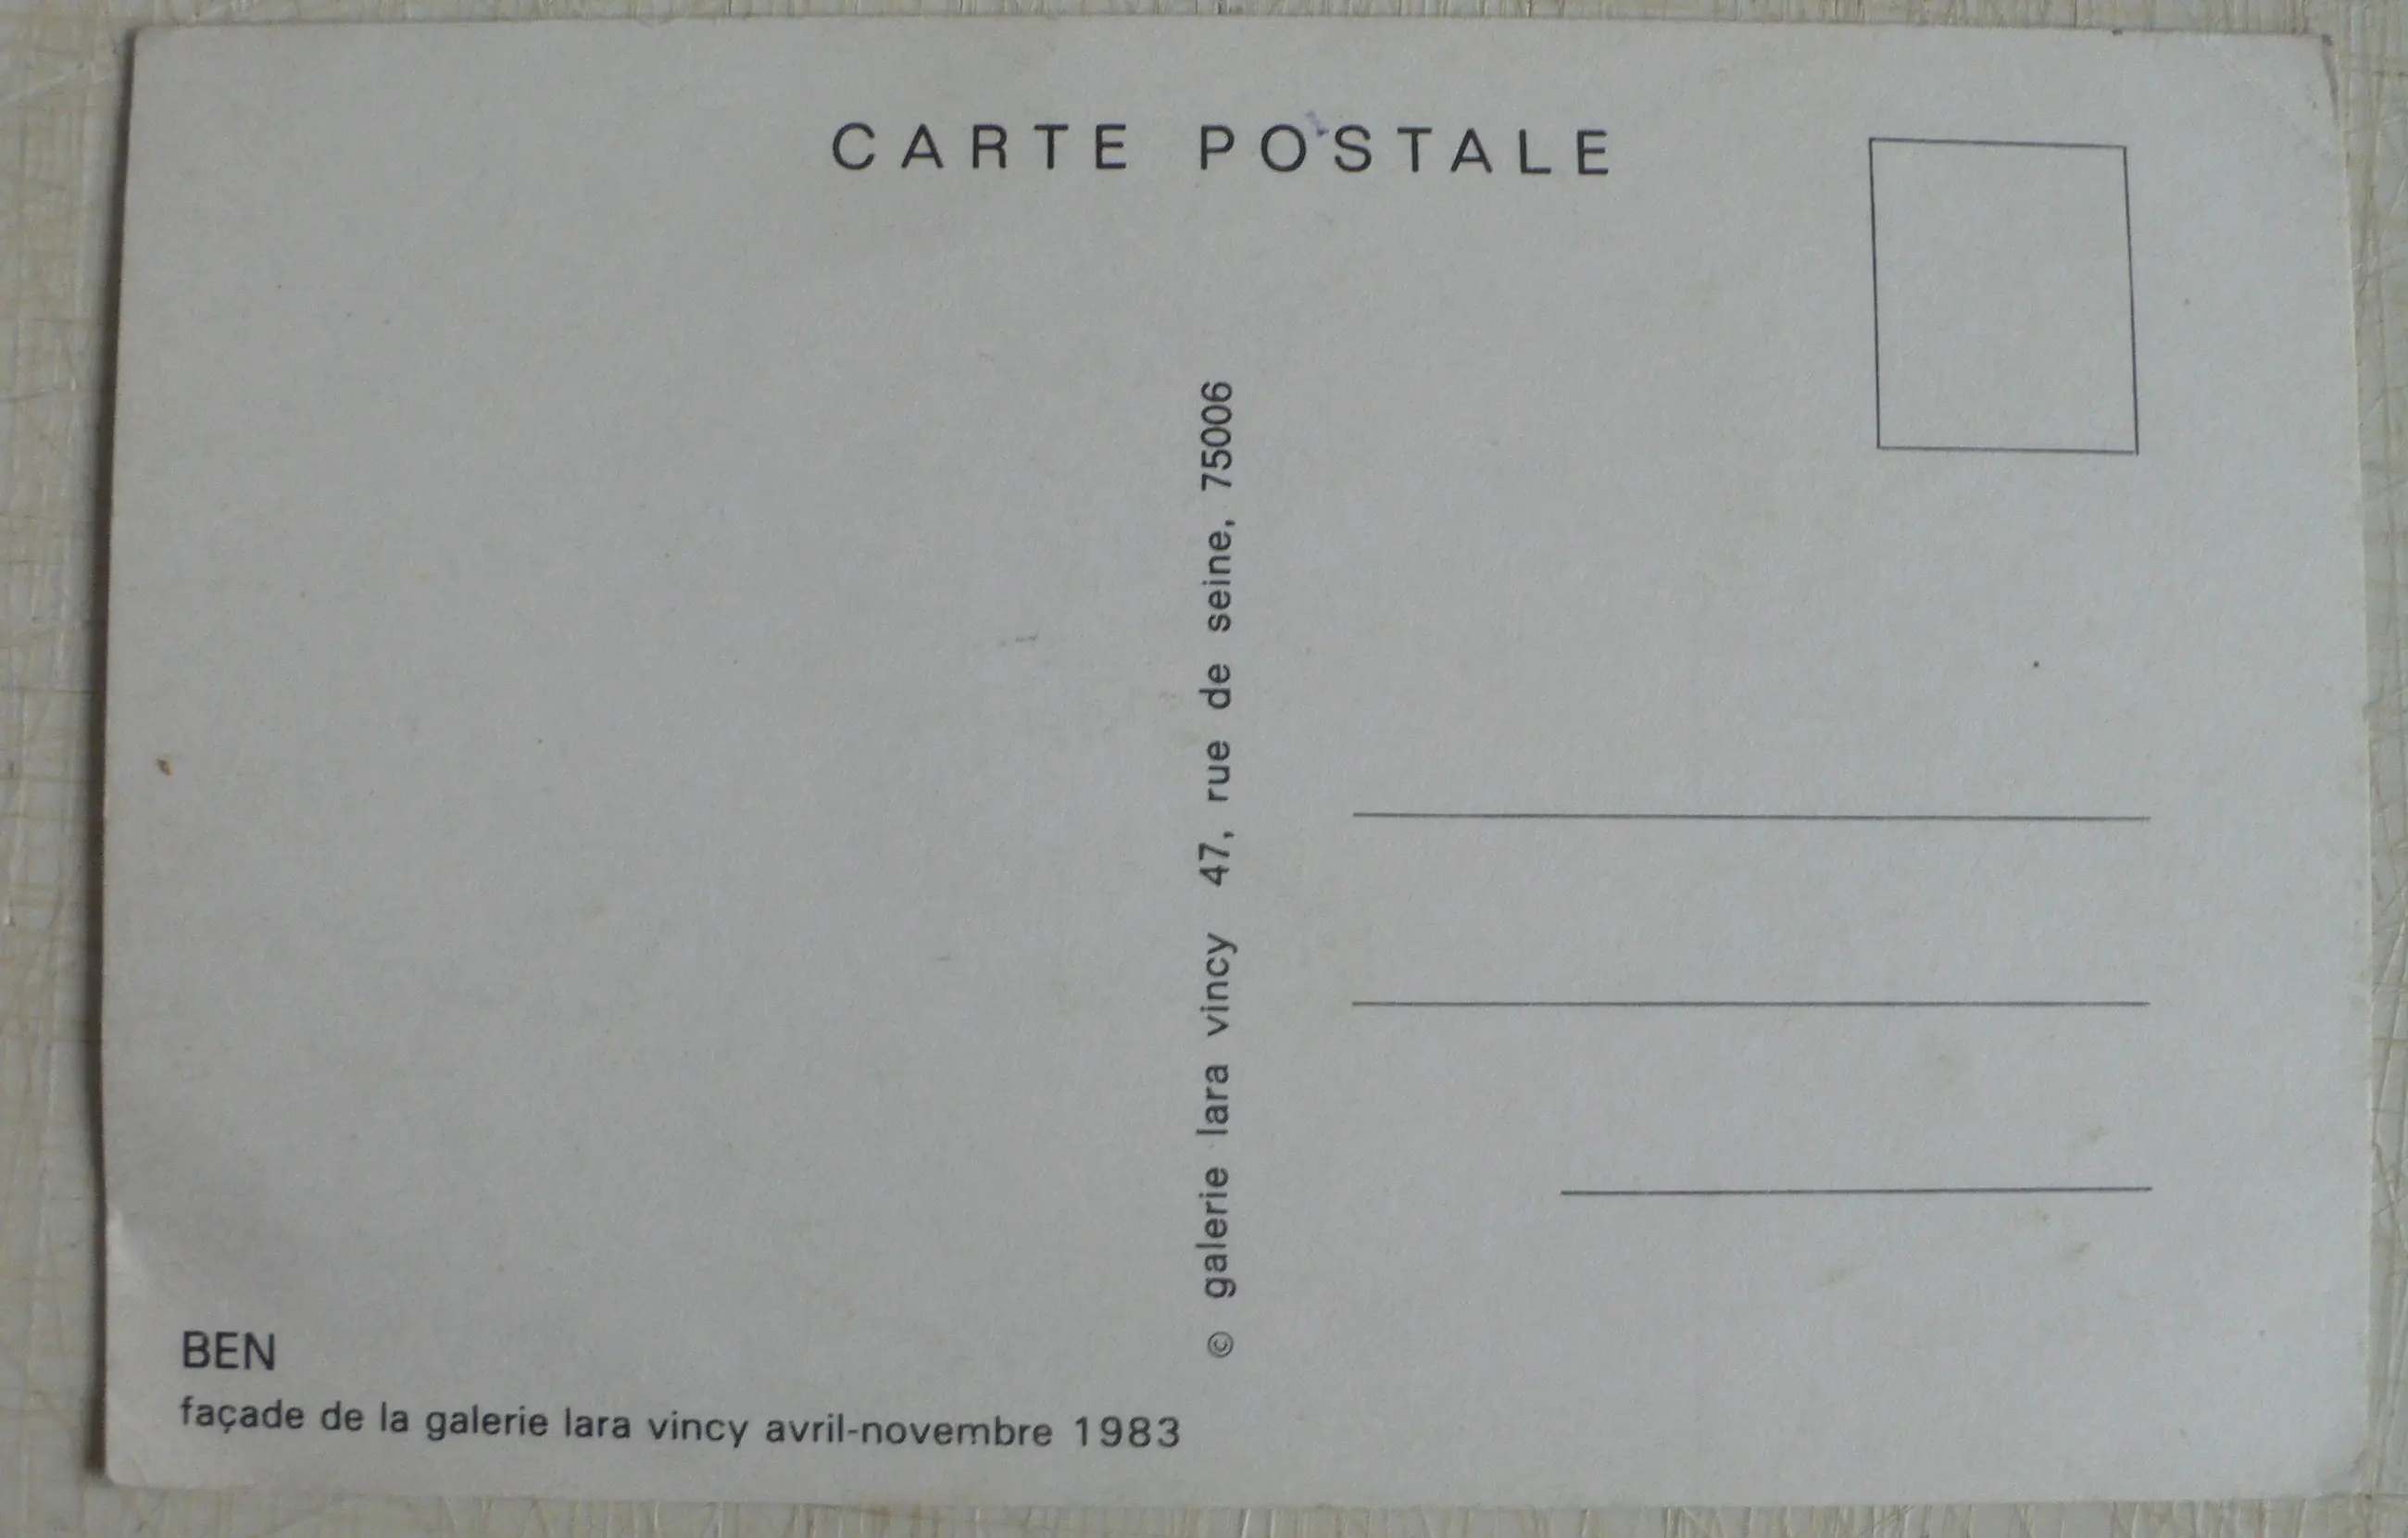 CARTE POSTALE
© galerie lara vincy 47, rue de seine, 75006
BEN
façade de la galerie lara vincy avril-novembre 1983